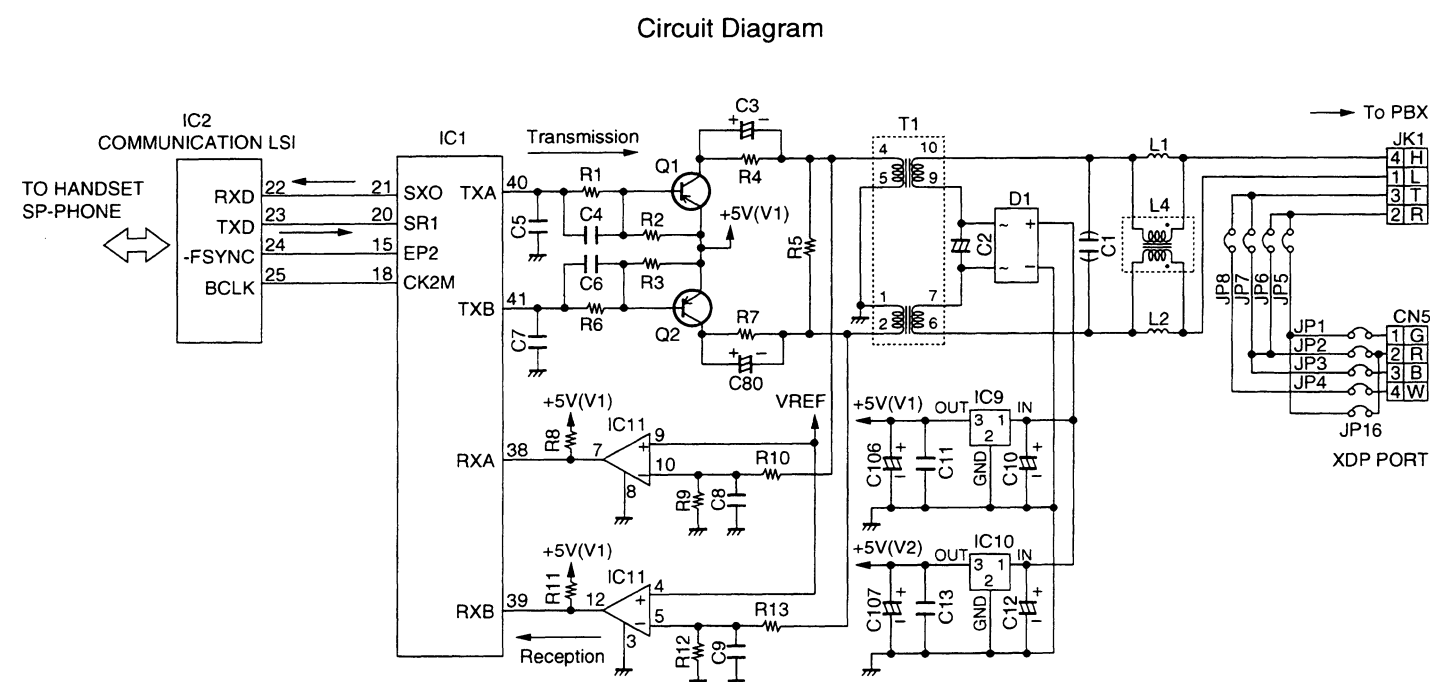 Circuit Diagram
IC2
COMMUNICATION LSI
TO HANDSET
SP-PHONE
RXD 22
TXD 23
-FSYNC 24
BCLK 25
IC1
21 SXO
20 SR1
15 EP2
18 CK2M
TXA 40
TXB 41
RXA 38
RXB 39
Transmission
R1
C4
R2
C5
C6
R3
R6
C7
Q1
Q2
+5V(V1)
C3
+ −
R4
R5
R7
+ −
C80
T1
4 10
5 9
1 7
2 6
C2
D1
~ +
~ −
C1
L1
L4
L2
To PBX
JK1
4 H
1 L
3 T
2 R
JP8
JP7
JP6
JP5
CN5
JP1 1 G
JP2 2 R
JP3 3 B
JP4 4 W
JP16
XDP PORT
VREF
+5V(V1)
R8
IC11
7
+ 9
− 10
8
R9
C8
R10
+5V(V1)
R11
IC11
12
+ 4
− 5
3
R12
C9
R13
Reception
+5V(V1)
OUT
IC9
IN
3 1
2
GND
C106
+
−
C11
C10
+
−
+5V(V2)
OUT
IC10
IN
3 1
2
GND
C107
+
−
C13
C12
+
−